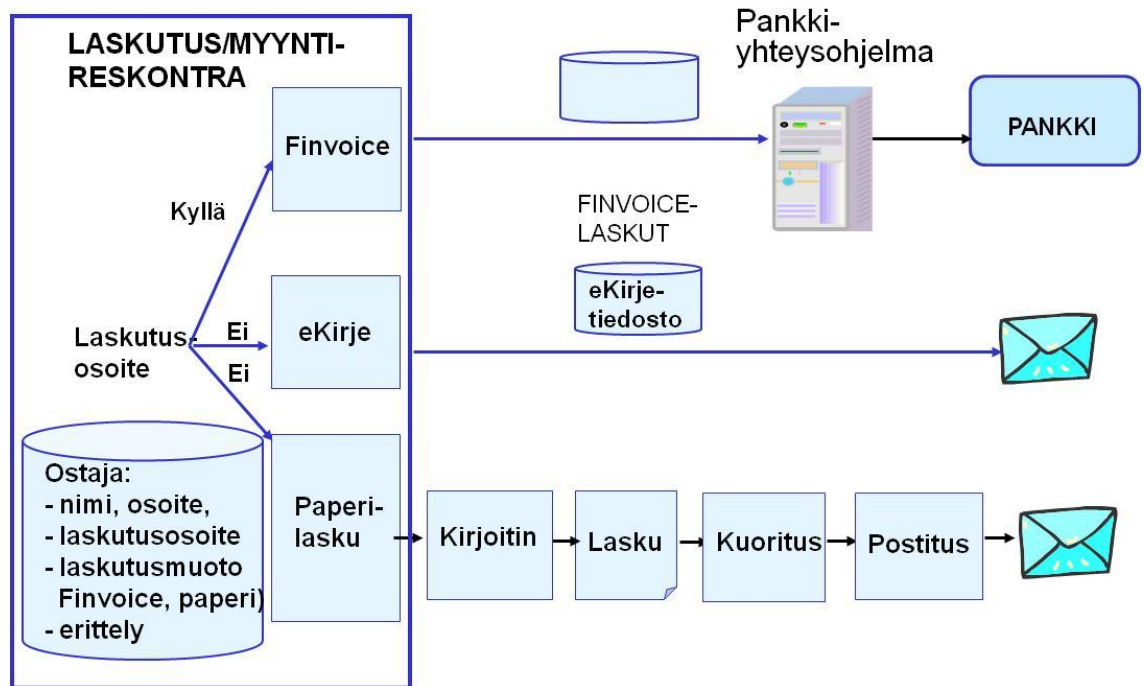 LASKUTUS/MYYNTI-
RESKONTRA
Finvoice
Kyllä
Laskutus-
osoite
Ei
Ei
eKirje
Ostaja:
- nimi, osoite,
- laskutusosoite
- laskutusmuoto
Finvoice, paperi)
- erittely
Paperi-
lasku
Pankki-
yhteysohjelma
PANKKI
FINVOICE-
LASKUT
eKirje-
tiedosto
Kirjoitin
Lasku
Kuoritus
Postitus